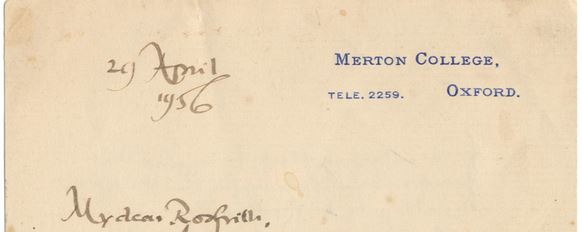 29 April
1956
MERTON COLLEGE,
TELE. 2259. OXFORD.
My dear Rosfrith,